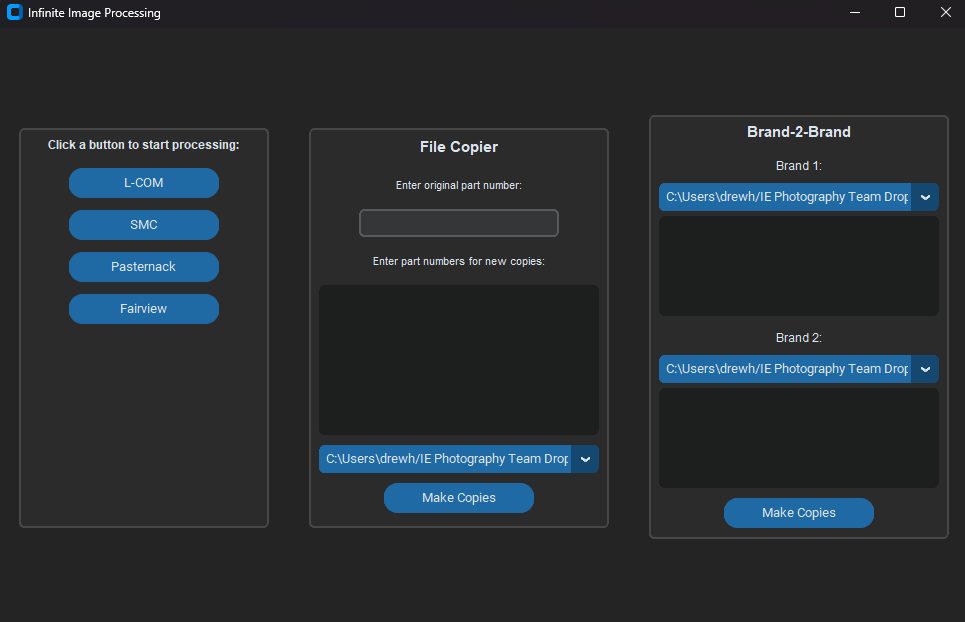 Infinite Image Processing
Click a button to start processing:
L-COM
SMC
Pasternack
Fairview
File Copier
Enter original part number:
Enter part numbers for new copies:
C:\Users\drewh/IE Photography Team Drop
Make Copies
Brand-2-Brand
Brand 1:
C:\Users\drewh/IE Photography Team Drop
Brand 2:
C:\Users\drewh/IE Photography Team Drop
Make Copies